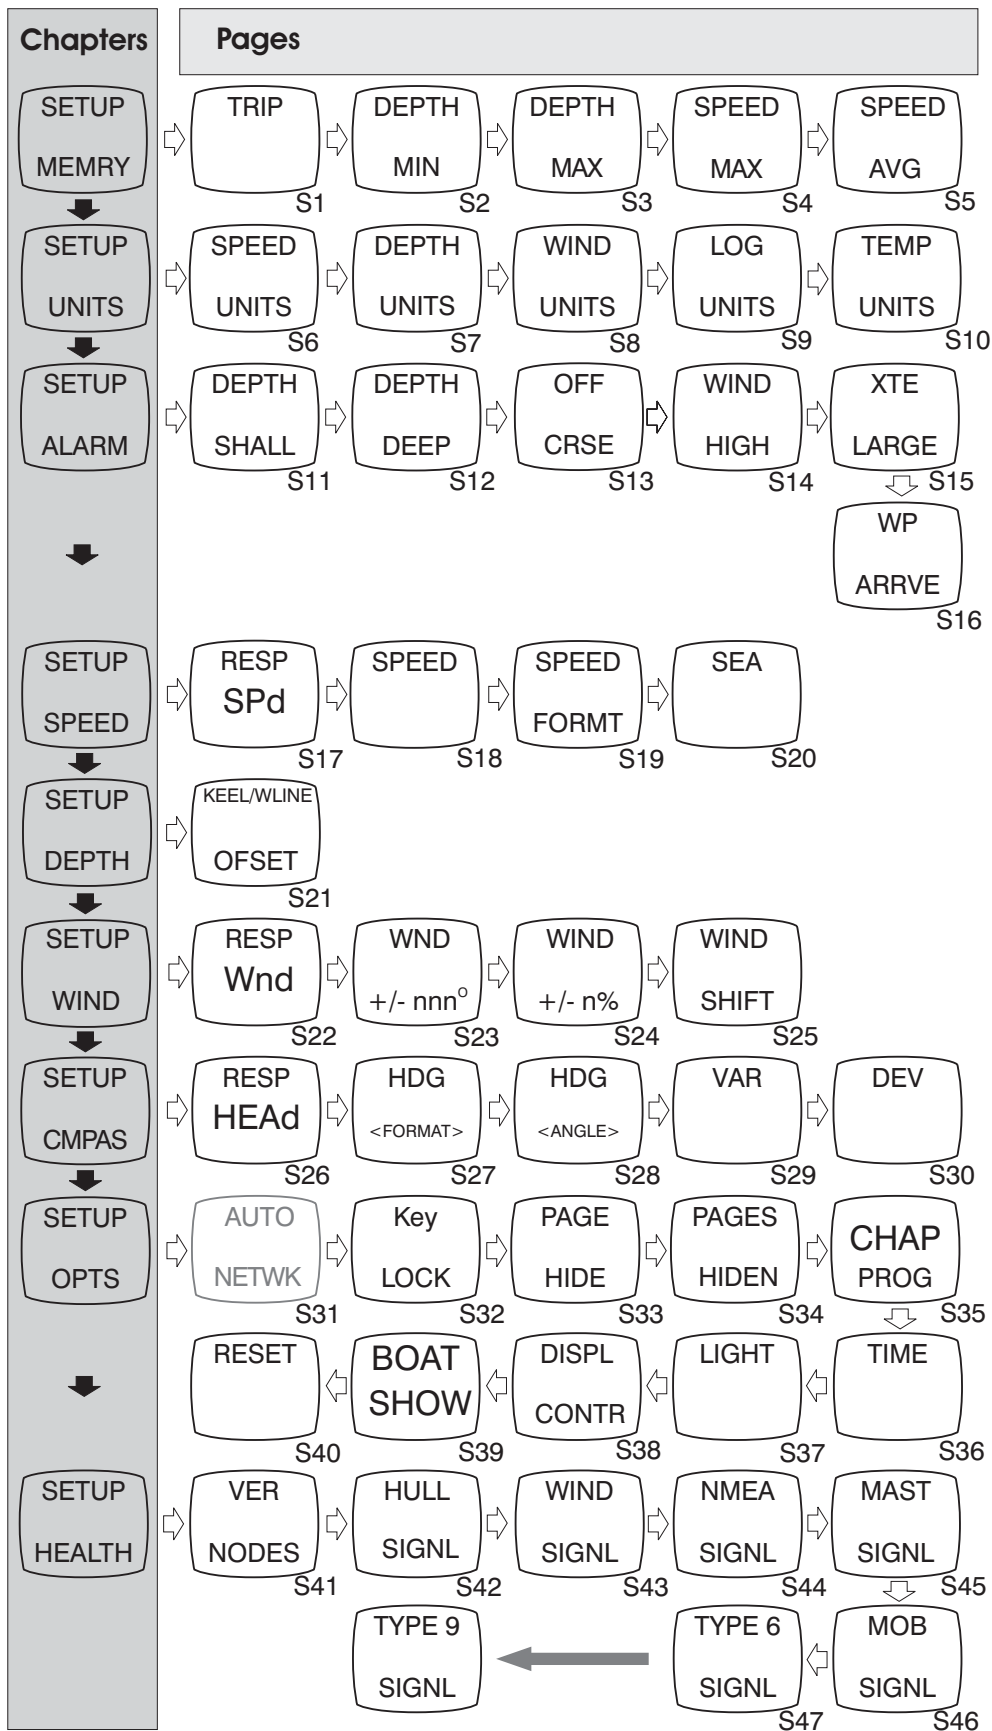 Chapters
Pages
SETUP
MEMRY
TRIP
S1
DEPTH
MIN
S2
DEPTH
MAX
S3
SPEED
MAX
S4
SPEED
AVG
S5
SETUP
UNITS
SPEED
UNITS
S6
DEPTH
UNITS
S7
WIND
UNITS
S8
LOG
UNITS
S9
TEMP
UNITS
S10
SETUP
ALARM
DEPTH
SHALL
S11
DEPTH
DEEP
S12
OFF
CRSE
S13
WIND
HIGH
S14
XTE
LARGE
S15
WP
ARRVE
S16
SETUP
SPEED
RESP
SPd
S17
SPEED
S18
SPEED
FORMT
S19
SEA
S20
SETUP
DEPTH
KEEL/WLINE
OFSET
S21
SETUP
WIND
RESP
Wnd
S22
WND
+/- nnn°
S23
WIND
+/- n%
S24
WIND
SHIFT
S25
SETUP
CMPAS
RESP
HEAd
S26
HDG
<FORMAT>
S27
HDG
<ANGLE>
S28
VAR
S29
DEV
S30
SETUP
OPTS
AUTO
NETWK
S31
Key
LOCK
S32
PAGE
HIDE
S33
PAGES
HIDEN
S34
CHAP
PROG
S35
RESET
S40
BOAT
SHOW
S39
DISPL
CONTR
S38
LIGHT
S37
TIME
S36
SETUP
HEALTH
VER
NODES
S41
HULL
SIGNL
S42
WIND
SIGNL
S43
NMEA
SIGNL
S44
MAST
SIGNL
S45
TYPE 9
SIGNL
TYPE 6
SIGNL
S47
MOB
SIGNL
S46